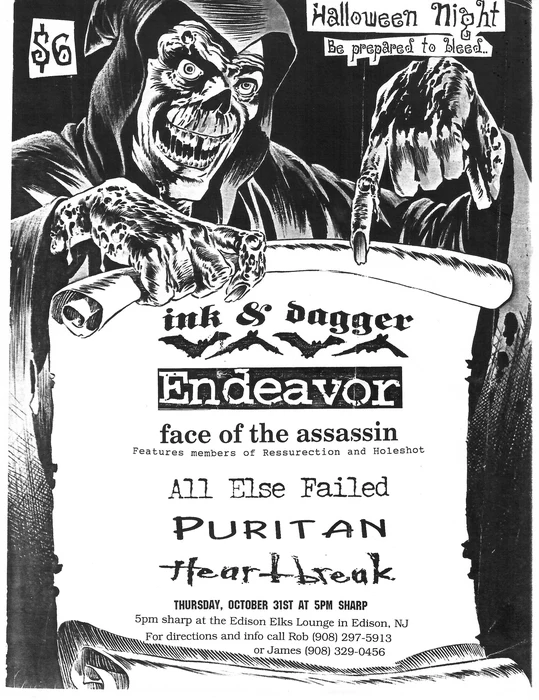 $6
Halloween Night
Be prepared to bleed..
ink & dagger
Endeavor
face of the assassin
Features members of Ressurection and Holeshot
All Else Failed
PURITAN
Heartbreak
THURSDAY, OCTOBER 31ST AT 5PM SHARP
5pm sharp at the Edison Elks Lounge in Edison, NJ
For directions and info call Rob (908) 297-5913
or James (908) 329-0456